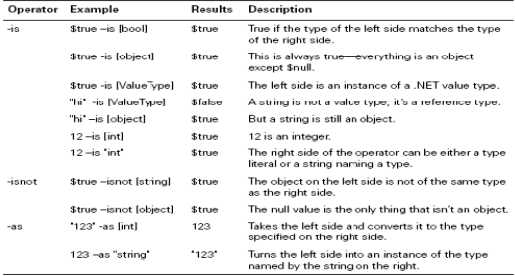 Operator Example Results Description
-is $true –is [bool] $true True if the type of the left side matches the type
of the right side.
$true -is [object] $true This is always true—everything is an object
except $null.
$true -is [ValueType] $true The left side is an instance of a .NET value type.
"hi" -is [ValueType] $false A string is not a value type; it's a reference type.
"hi" –is [object] $true But a string is still an object.
12 –is [int] $true 12 is an integer.
12 –is "int" $true The right side of the operator can be either a type
literal or a string naming a type.
-isnot $true –isnot [string] $true The object on the left side is not of the same type
as the right side.
$true –isnot [object] $true The null value is the only thing that isn't an object.
-as "123" -as [int] 123 Takes the left side and converts it to the type
specified on the right side.
123 –as "string" "123" Turns the left side into an instance of the type
named by the string on the right.